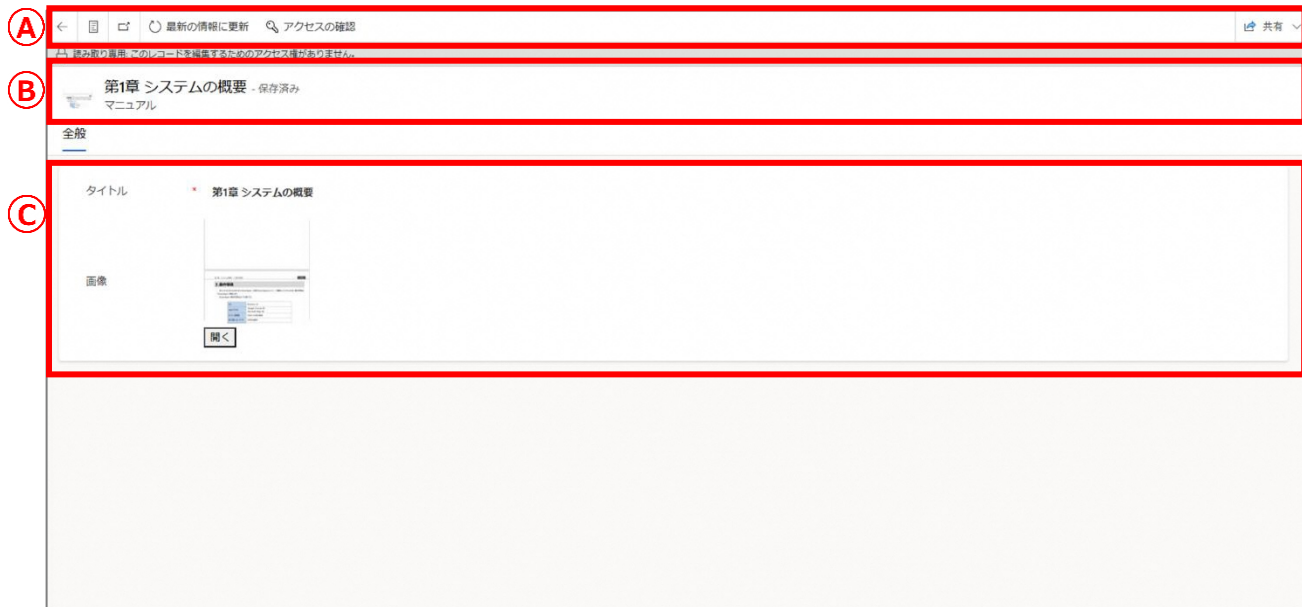 Ⓐ
最新の情報に更新 アクセスの確認 共有
読み取り専用: このレコードを編集するためのアクセス権がありません。
Ⓑ
第1章 システムの概要 - 保存済み
マニュアル
全般
Ⓒ
タイトル * 第1章 システムの概要
画像
開く